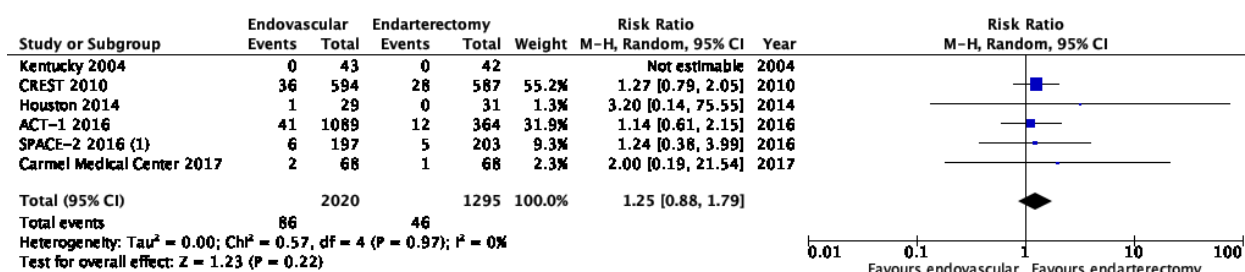 Endovascular Endarterectomy Risk Ratio Risk Ratio
Study or Subgroup Events Total Events Total Weight M-H, Random, 95% CI Year M-H, Random, 95% CI
Kentucky 2004 0 43 0 42 Not estimable 2004
CREST 2010 36 594 28 587 55.2% 1.27 [0.79, 2.05] 2010
Houston 2014 1 29 0 31 1.3% 3.20 [0.14, 75.55] 2014
ACT-1 2016 41 1089 12 364 31.9% 1.14 [0.61, 2.15] 2016
SPACE-2 2016 (1) 6 197 5 203 9.3% 1.24 [0.38, 3.99] 2016
Carmel Medical Center 2017 2 68 1 68 2.3% 2.00 [0.19, 21.54] 2017
Total (95% CI) 2020 1295 100.0% 1.25 [0.88, 1.79]
Total events 86 46
Heterogeneity: Tau² = 0.00; Chi² = 0.57, df = 4 (P = 0.97); I² = 0%
Test for overall effect: Z = 1.23 (P = 0.22)
0.01 0.1 1 10 100
Favours endovascular Favours endarterectomy